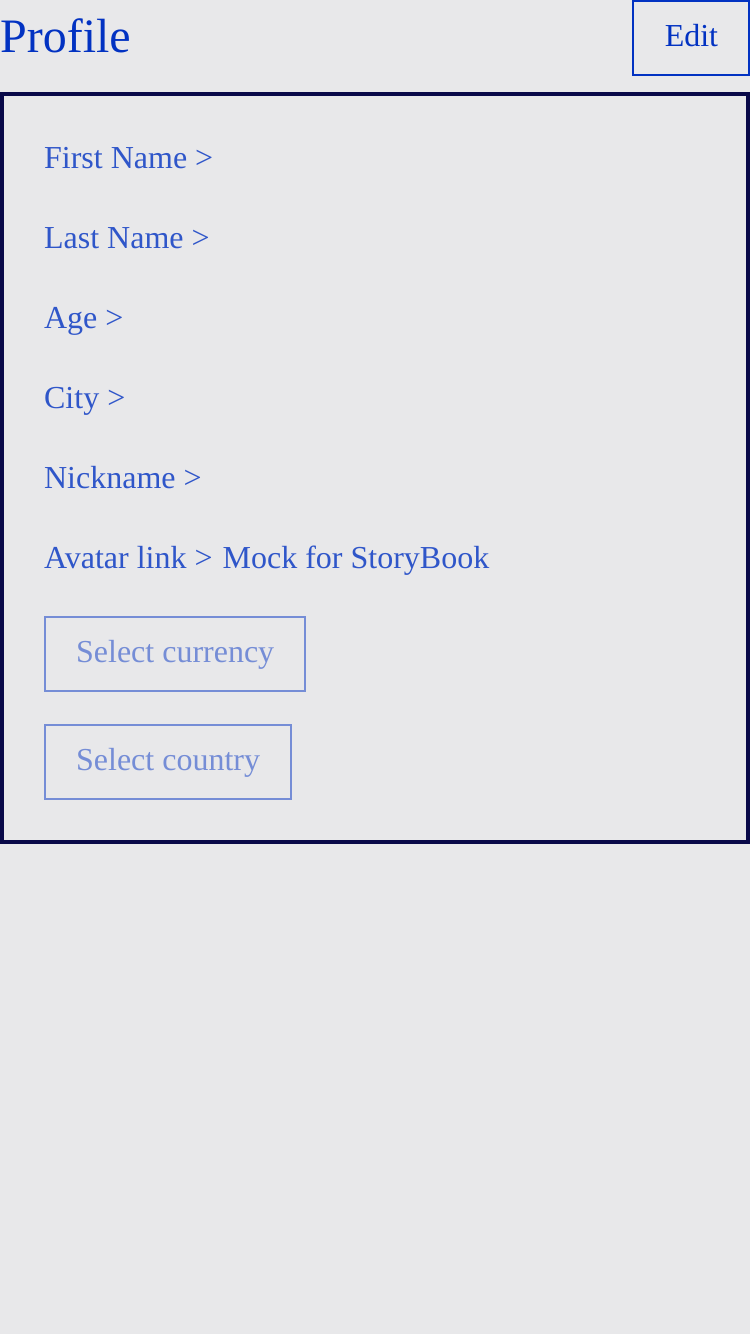 Profile
Edit
First Name >
Last Name >
Age >
City >
Nickname >
Avatar link > Mock for StoryBook
Select currency
Select country